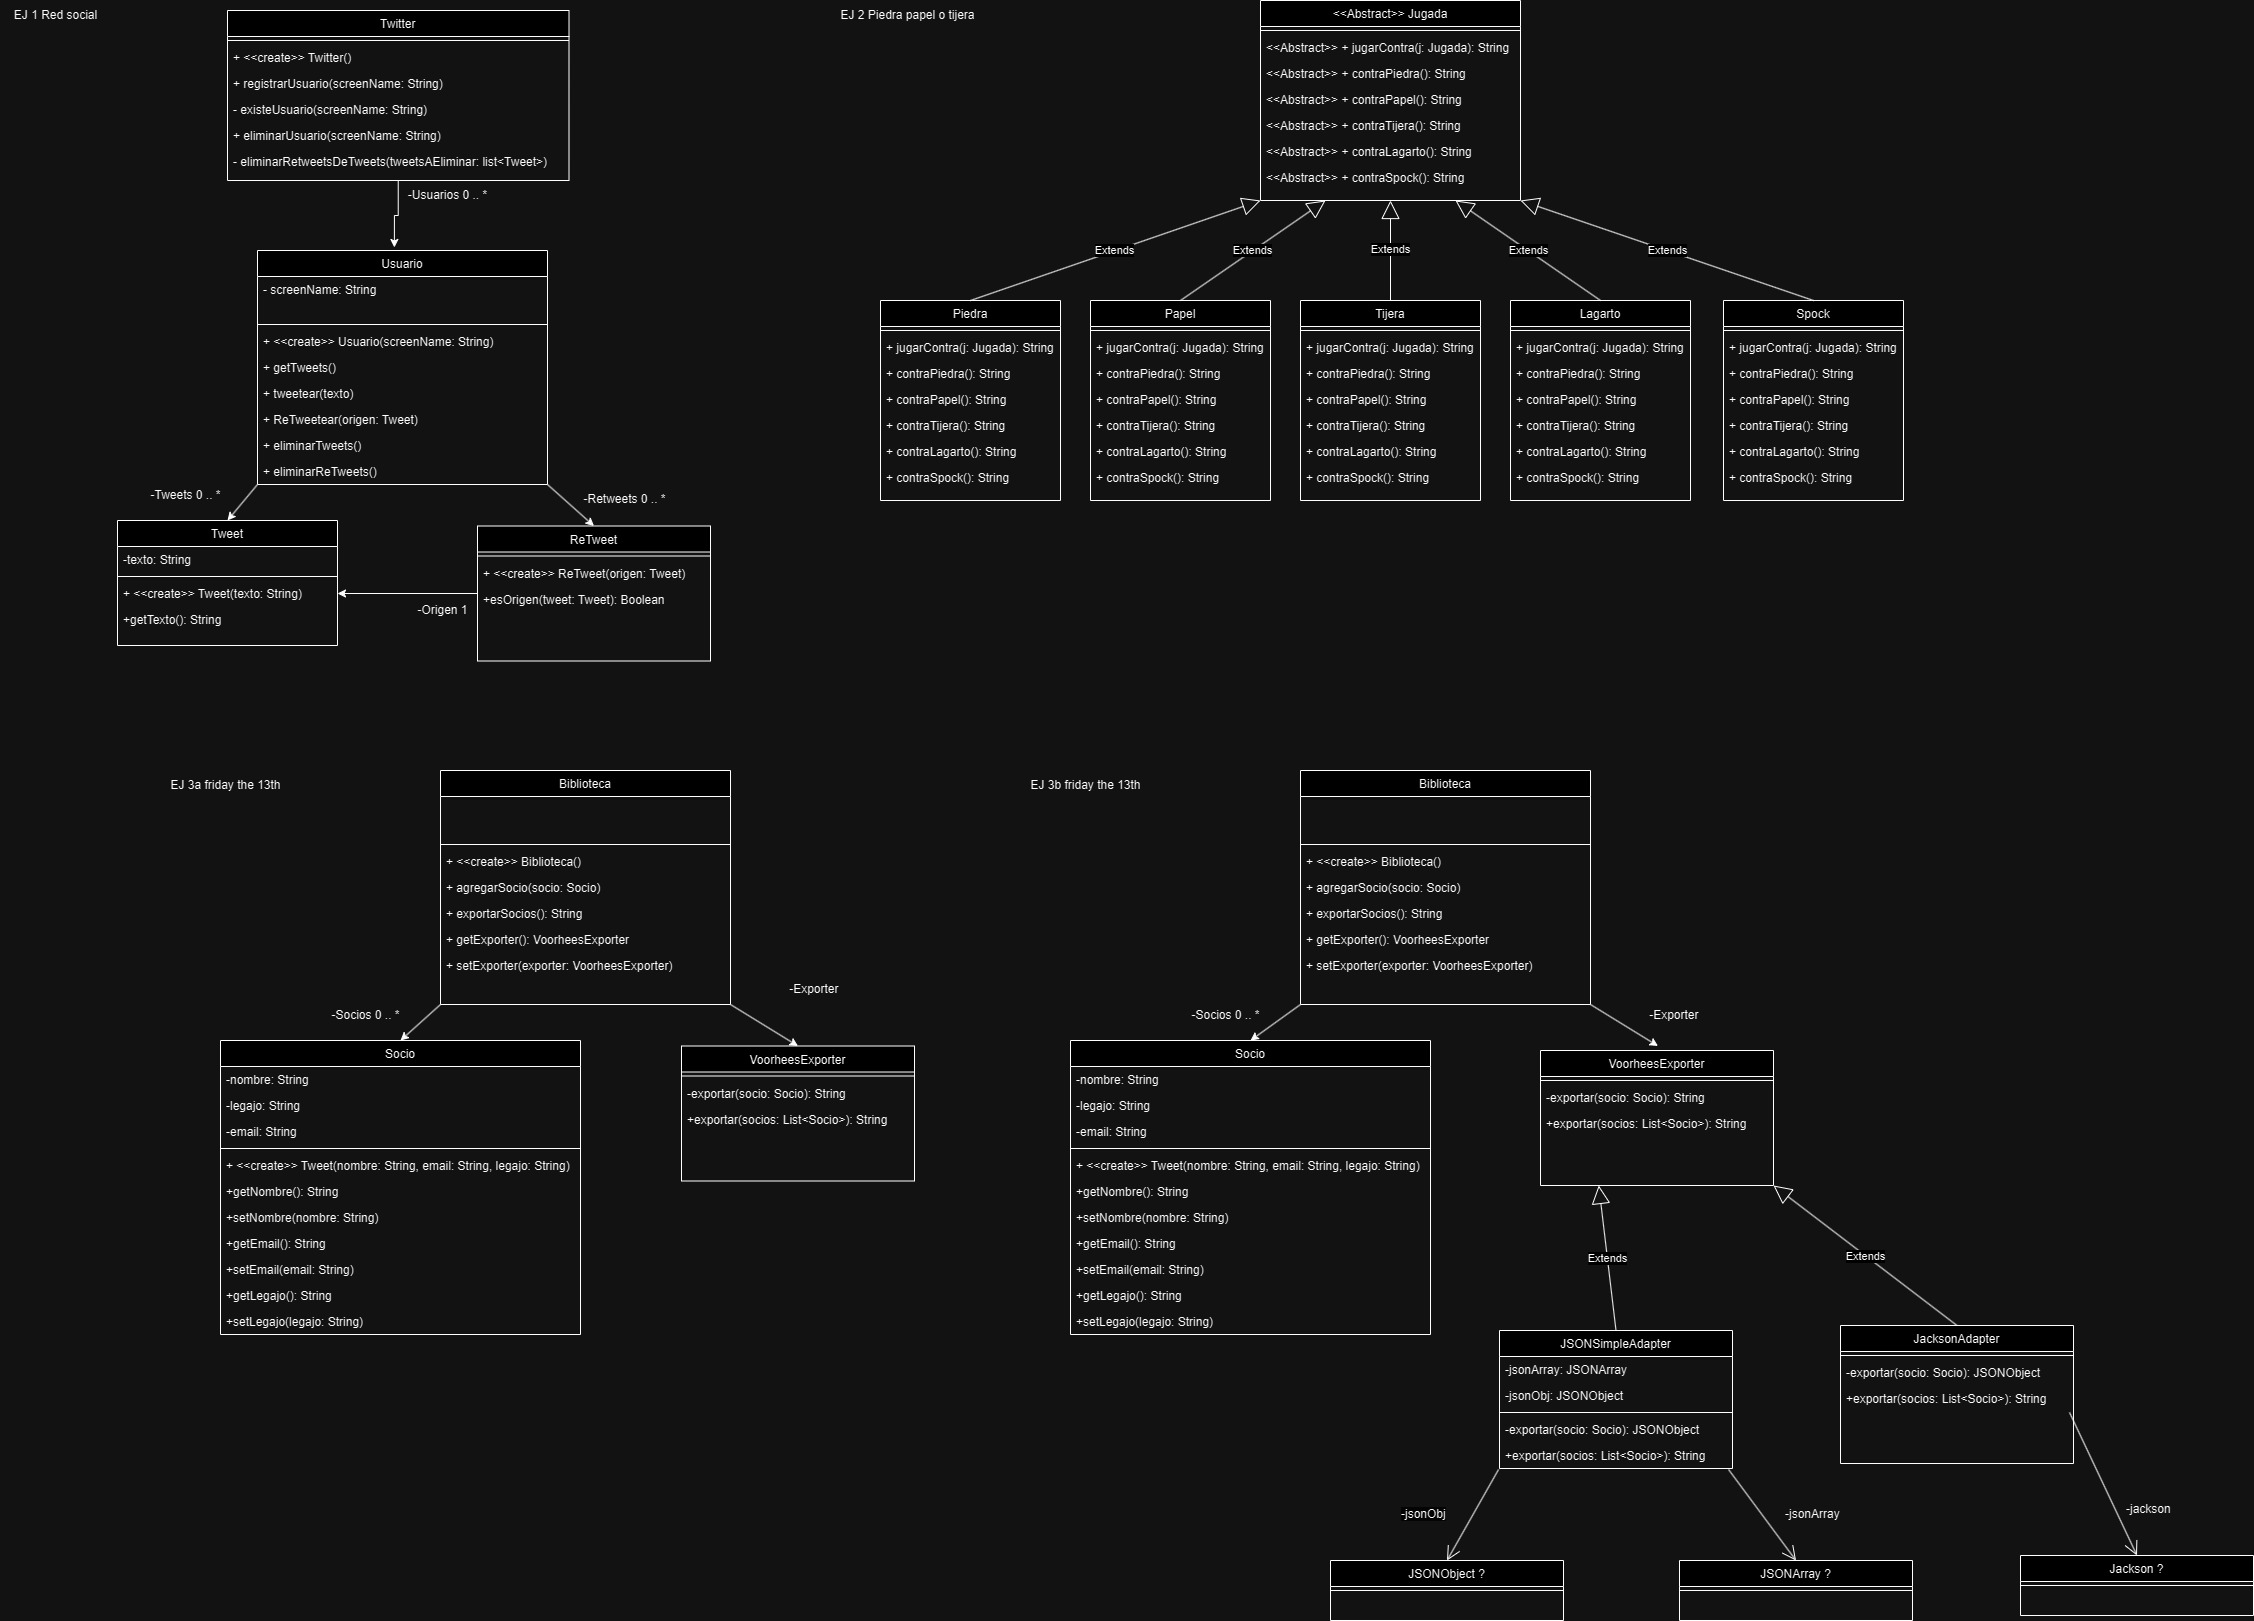 EJ 1 Red social
Twitter
+ <<create>> Twitter()
+ registrarUsuario(screenName: String)
- existeUsuario(screenName: String)
+ eliminarUsuario(screenName: String)
- eliminarRetweetsDeTweets(tweetsAEliminar: list<Tweet>)
-Usuarios 0 .. *
Usuario
- screenName: String
+ <<create>> Usuario(screenName: String)
+ getTweets()
+ tweetear(texto)
+ ReTweetear(origen: Tweet)
+ eliminarTweets()
+ eliminarReTweets()
-Tweets 0 .. *
-Retweets 0 .. *
Tweet
-texto: String
+ <<create>> Tweet(texto: String)
+getTexto(): String
-Origen 1
ReTweet
+ <<create>> ReTweet(origen: Tweet)
+esOrigen(tweet: Tweet): Boolean
EJ 2 Piedra papel o tijera
<<Abstract>> Jugada
<<Abstract>> + jugarContra(j: Jugada): String
<<Abstract>> + contraPiedra(): String
<<Abstract>> + contraPapel(): String
<<Abstract>> + contraTijera(): String
<<Abstract>> + contraLagarto(): String
<<Abstract>> + contraSpock(): String
Extends
Extends
Extends
Extends
Extends
Piedra
+ jugarContra(j: Jugada): String
+ contraPiedra(): String
+ contraPapel(): String
+ contraTijera(): String
+ contraLagarto(): String
+ contraSpock(): String
Papel
+ jugarContra(j: Jugada): String
+ contraPiedra(): String
+ contraPapel(): String
+ contraTijera(): String
+ contraLagarto(): String
+ contraSpock(): String
Tijera
+ jugarContra(j: Jugada): String
+ contraPiedra(): String
+ contraPapel(): String
+ contraTijera(): String
+ contraLagarto(): String
+ contraSpock(): String
Lagarto
+ jugarContra(j: Jugada): String
+ contraPiedra(): String
+ contraPapel(): String
+ contraTijera(): String
+ contraLagarto(): String
+ contraSpock(): String
Spock
+ jugarContra(j: Jugada): String
+ contraPiedra(): String
+ contraPapel(): String
+ contraTijera(): String
+ contraLagarto(): String
+ contraSpock(): String
EJ 3a friday the 13th
Biblioteca
+ <<create>> Biblioteca()
+ agregarSocio(socio: Socio)
+ exportarSocios(): String
+ getExporter(): VoorheesExporter
+ setExporter(exporter: VoorheesExporter)
-Socios 0 .. *
-Exporter
Socio
-nombre: String
-legajo: String
-email: String
+ <<create>> Tweet(nombre: String, email: String, legajo: String)
+getNombre(): String
+setNombre(nombre: String)
+getEmail(): String
+setEmail(email: String)
+getLegajo(): String
+setLegajo(legajo: String)
VoorheesExporter
-exportar(socio: Socio): String
+exportar(socios: List<Socio>): String
EJ 3b friday the 13th
Biblioteca
+ <<create>> Biblioteca()
+ agregarSocio(socio: Socio)
+ exportarSocios(): String
+ getExporter(): VoorheesExporter
+ setExporter(exporter: VoorheesExporter)
-Socios 0 .. *
-Exporter
Socio
-nombre: String
-legajo: String
-email: String
+ <<create>> Tweet(nombre: String, email: String, legajo: String)
+getNombre(): String
+setNombre(nombre: String)
+getEmail(): String
+setEmail(email: String)
+getLegajo(): String
+setLegajo(legajo: String)
VoorheesExporter
-exportar(socio: Socio): String
+exportar(socios: List<Socio>): String
Extends
Extends
JSONSimpleAdapter
-jsonArray: JSONArray
-jsonObj: JSONObject
-exportar(socio: Socio): JSONObject
+exportar(socios: List<Socio>): String
JacksonAdapter
-exportar(socio: Socio): JSONObject
+exportar(socios: List<Socio>): String
-jsonObj
-jsonArray
-jackson
JSONObject ?
JSONArray ?
Jackson ?